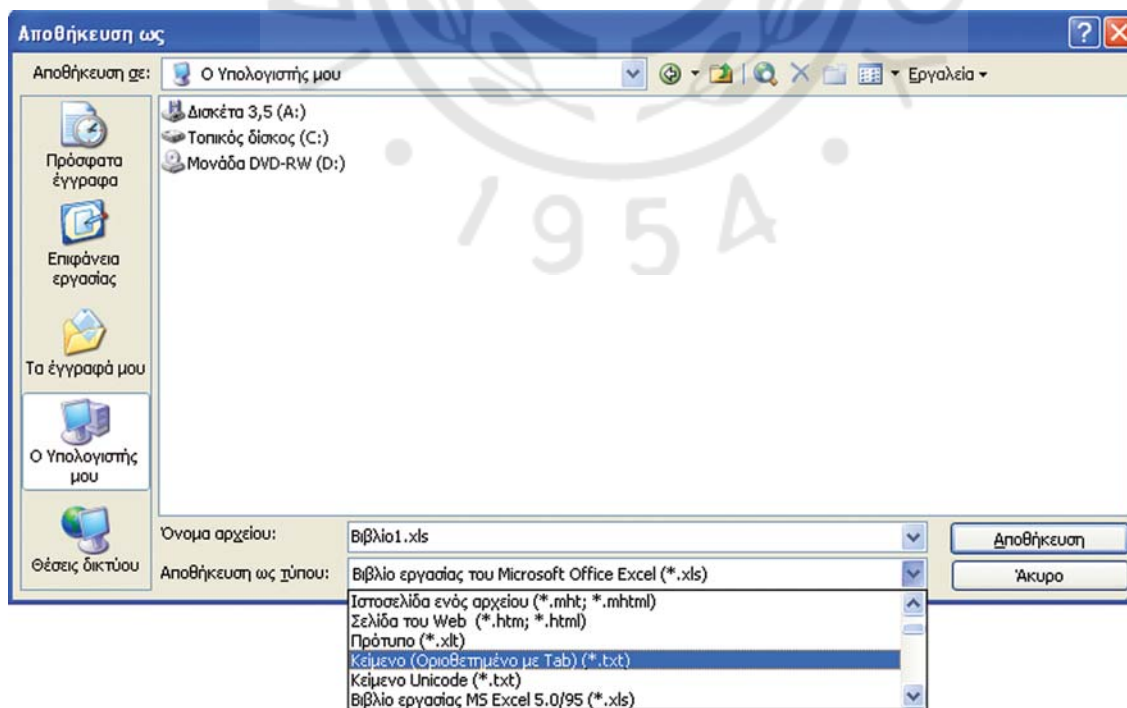 Αποθήκευση ως
Αποθήκευση σε: Ο Υπολογιστής μου Εργαλεία
Δισκέτα 3,5 (A:)
Τοπικός δίσκος (C:)
Μονάδα DVD-RW (D:)
Πρόσφατα
έγγραφα
Επιφάνεια
εργασίας
Τα έγγραφά μου
Ο Υπολογιστής
μου
Θέσεις δικτύου
1954
Όνομα αρχείου: Βιβλίο1.xls Αποθήκευση
Αποθήκευση ως τύπου: Βιβλίο εργασίας του Microsoft Office Excel (*.xls) Άκυρο
Ιστοσελίδα ενός αρχείου (*.mht; *.mhtml)
Σελίδα του Web (*.htm; *.html)
Πρότυπο (*.xlt)
Κείμενο (Οριοθετημένο με Tab) (*.txt)
Κείμενο Unicode (*.txt)
Βιβλίο εργασίας MS Excel 5.0/95 (*.xls)